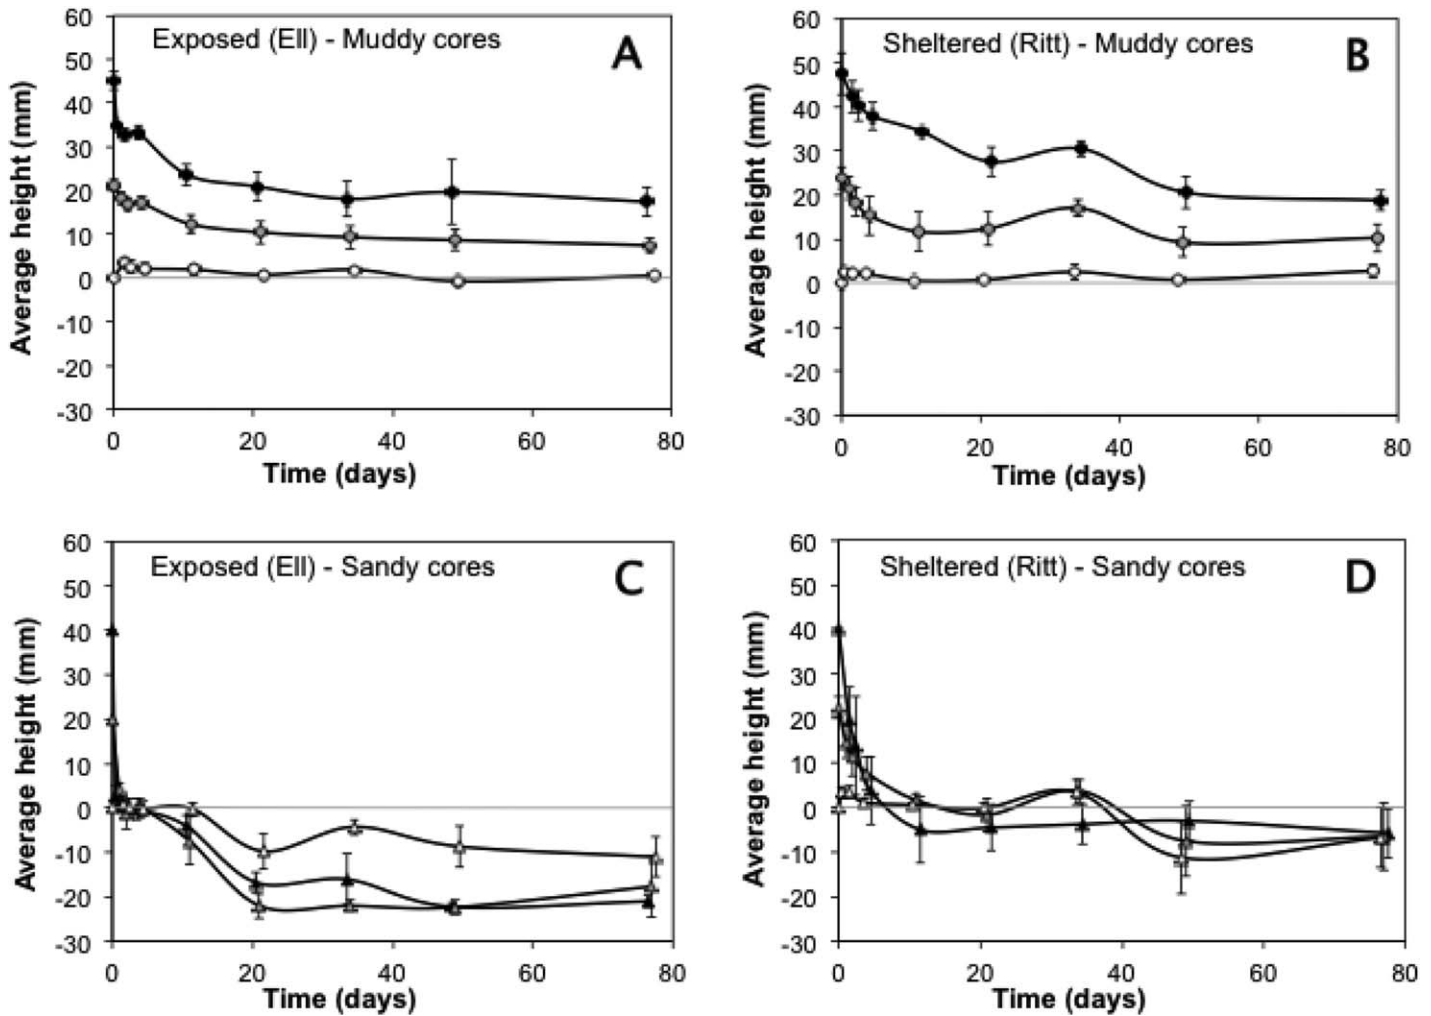 Exposed (Ell) - Muddy cores
A
Average height (mm)
60
50
40
30
20
10
0
-10
-20
-30
0 20 40 60 80
Time (days)
Sheltered (Ritt) - Muddy cores
B
Average height (mm)
60
50
40
30
20
10
0
-10
-20
-30
0 20 40 60 80
Time (days)
Exposed (Ell) - Sandy cores
C
Average height (mm)
60
50
40
30
20
10
0
-10
-20
-30
0 20 40 60 80
Time (days)
Sheltered (Ritt) - Sandy cores
D
Average height (mm)
60
50
40
30
20
10
0
-10
-20
-30
0 20 40 60 80
Time (days)